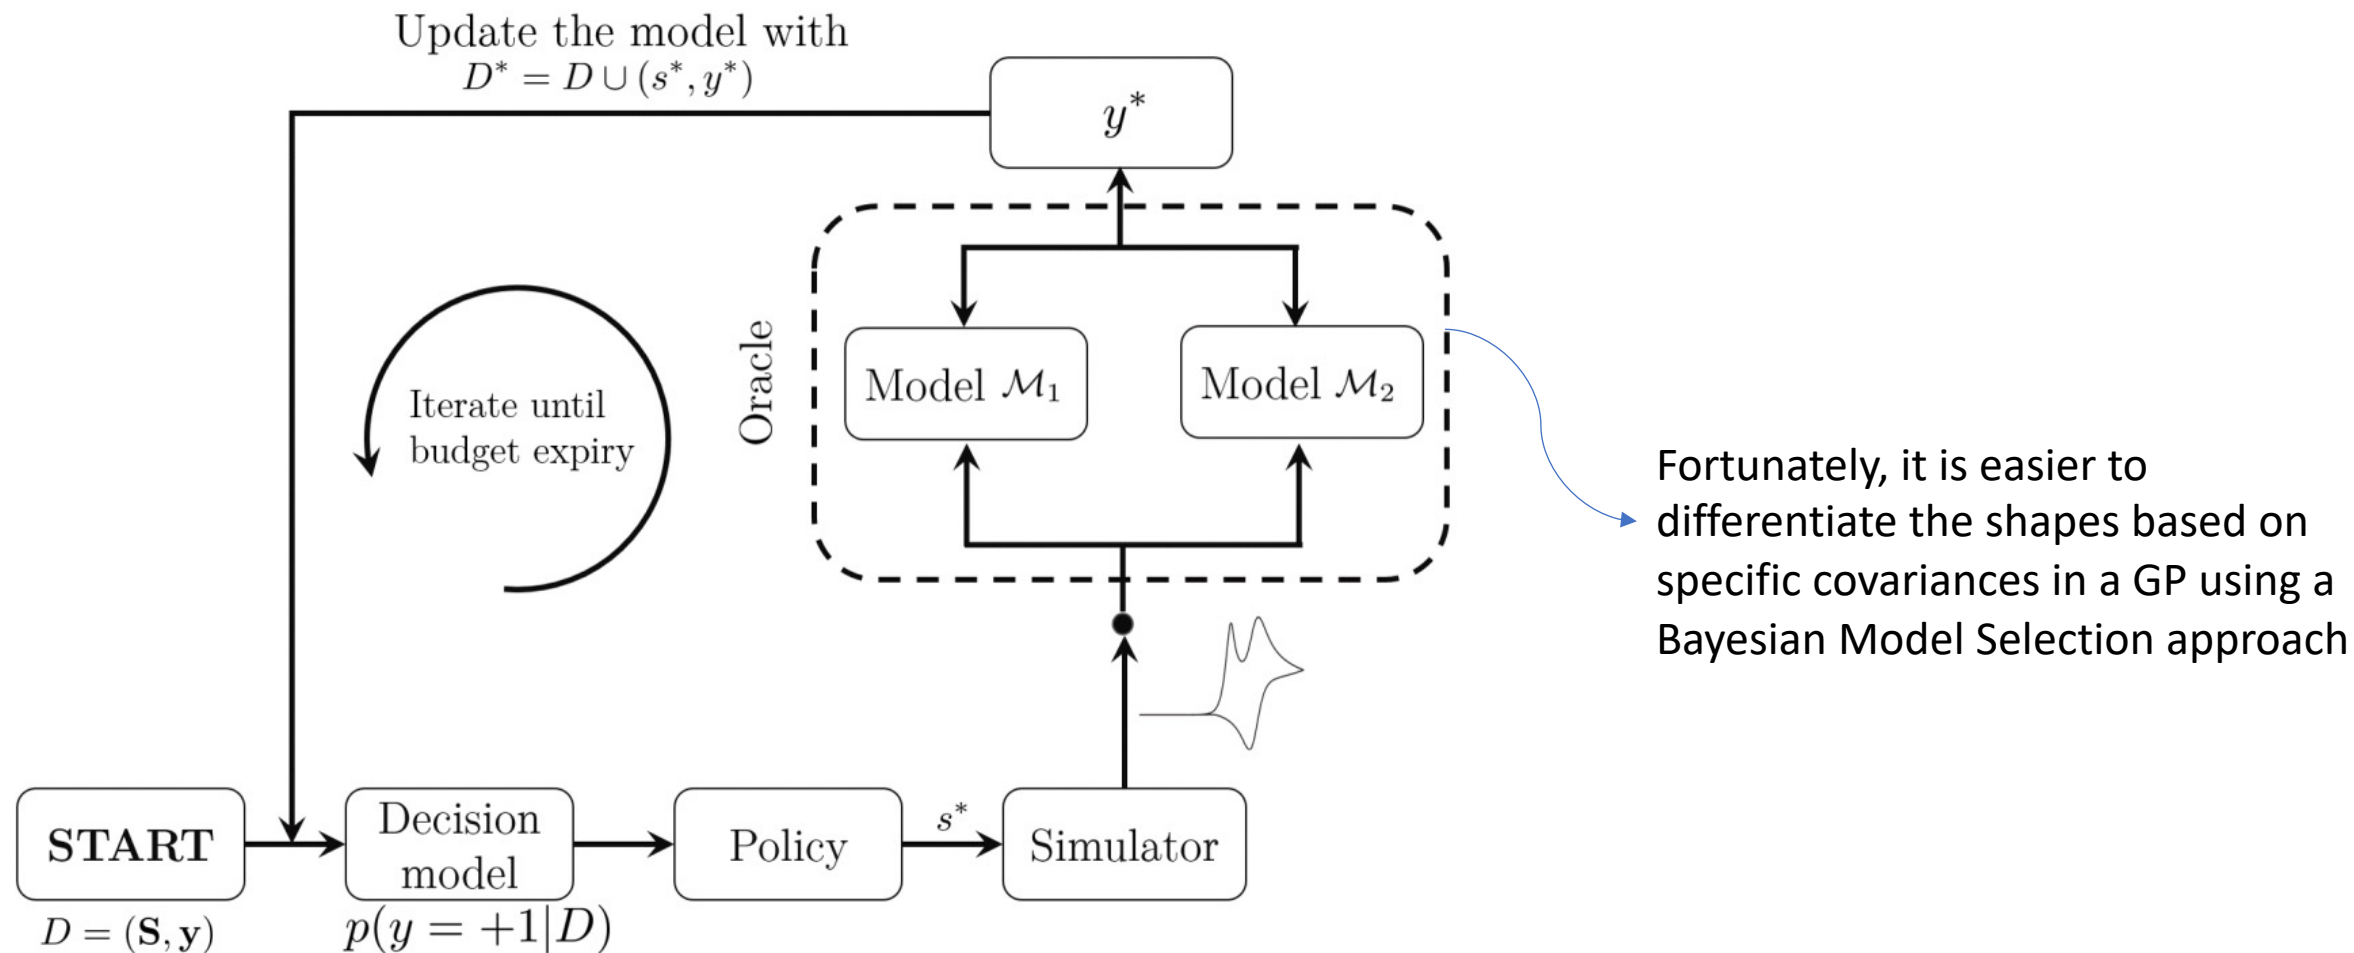 Update the model with
D* = D ∪ (s*, y*)
y*
Oracle
Model ℳ₁
Model ℳ₂
Iterate until
budget expiry
Fortunately, it is easier to
differentiate the shapes based on
specific covariances in a GP using a
Bayesian Model Selection approach
START
Decision
model
Policy
s*
Simulator
D = (𝐒, 𝐲)
p(y = +1|D)